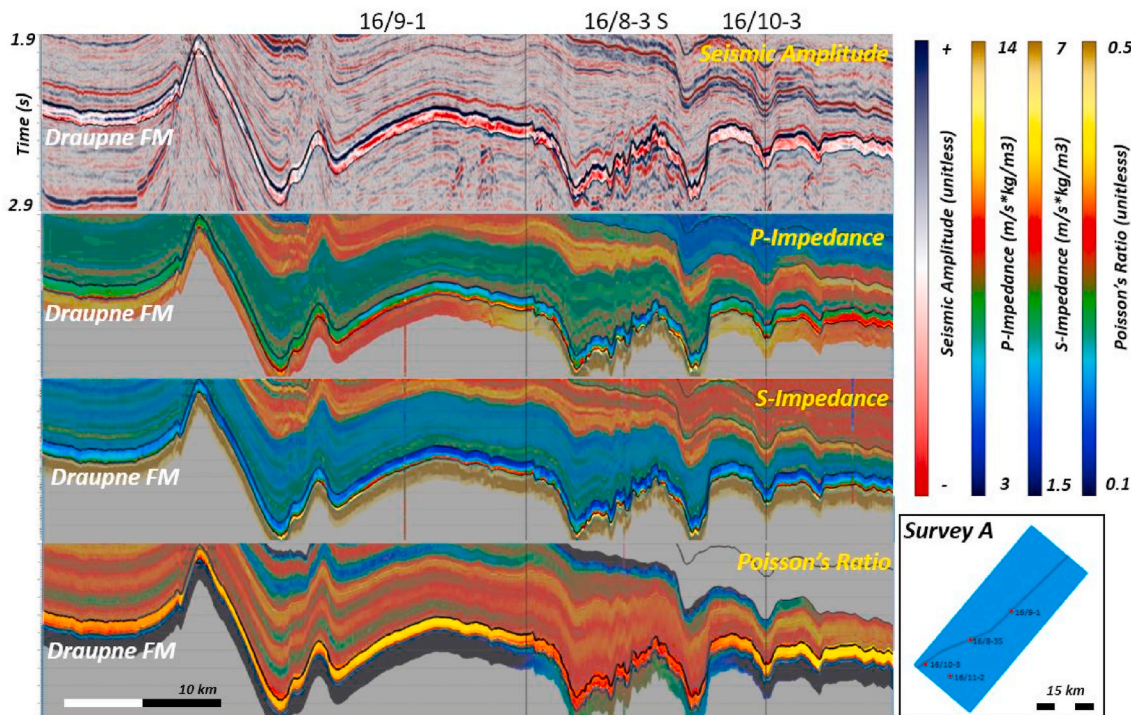 16/9-1 16/8-3 S 16/10-3
1.9
Seismic Amplitude
Time (s)
Draupne FM
2.9
P-Impedance
Draupne FM
S-Impedance
Draupne FM
Poisson's Ratio
Draupne FM
10 km
+ 14 7 0.5
Seismic Amplitude (unitless)
P-Impedance (m/s*kg/m3)
S-Impedance (m/s*kg/m3)
Poisson's Ratio (unitlesss)
- 3 1.5 0.1
Survey A
16/9-1
16/8-3S
16/10-3
16/11-2
15 km